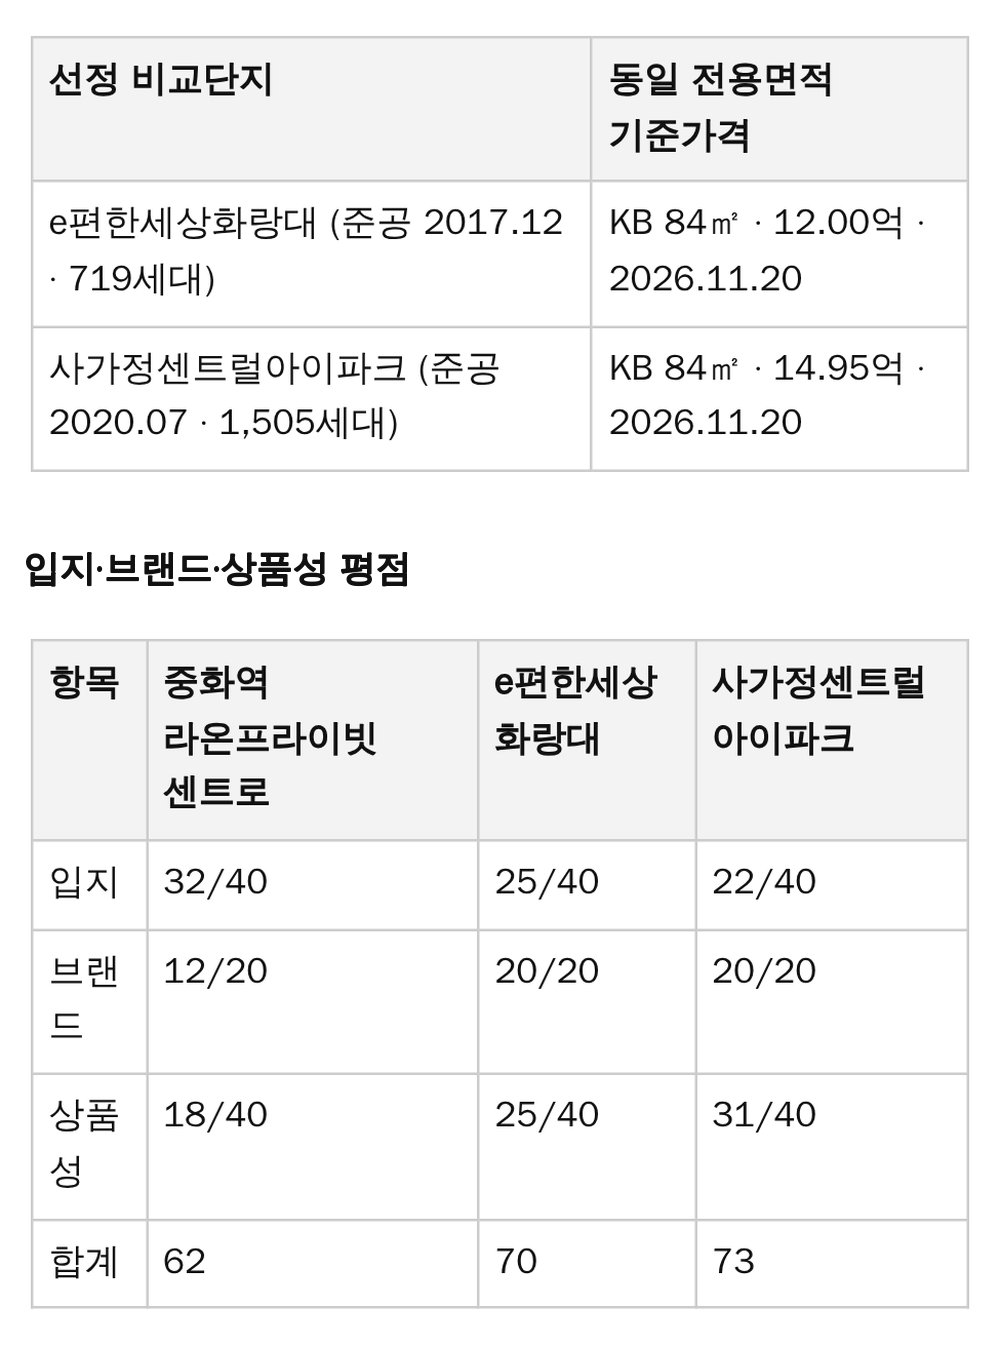 선정 비교단지
동일 전용면적
기준가격
e편한세상화랑대 (준공 2017.12
· 719세대)
KB 84㎡ · 12.00억 ·
2026.11.20
사가정센트럴아이파크 (준공
2020.07 · 1,505세대)
KB 84㎡ · 14.95억 ·
2026.11.20
입지·브랜드·상품성 평점
항목
중화역
라온프라이빗
센트로
e편한세상
화랑대
사가정센트럴
아이파크
입지
32/40
25/40
22/40
브랜
드
12/20
20/20
20/20
상품
성
18/40
25/40
31/40
합계
62
70
73